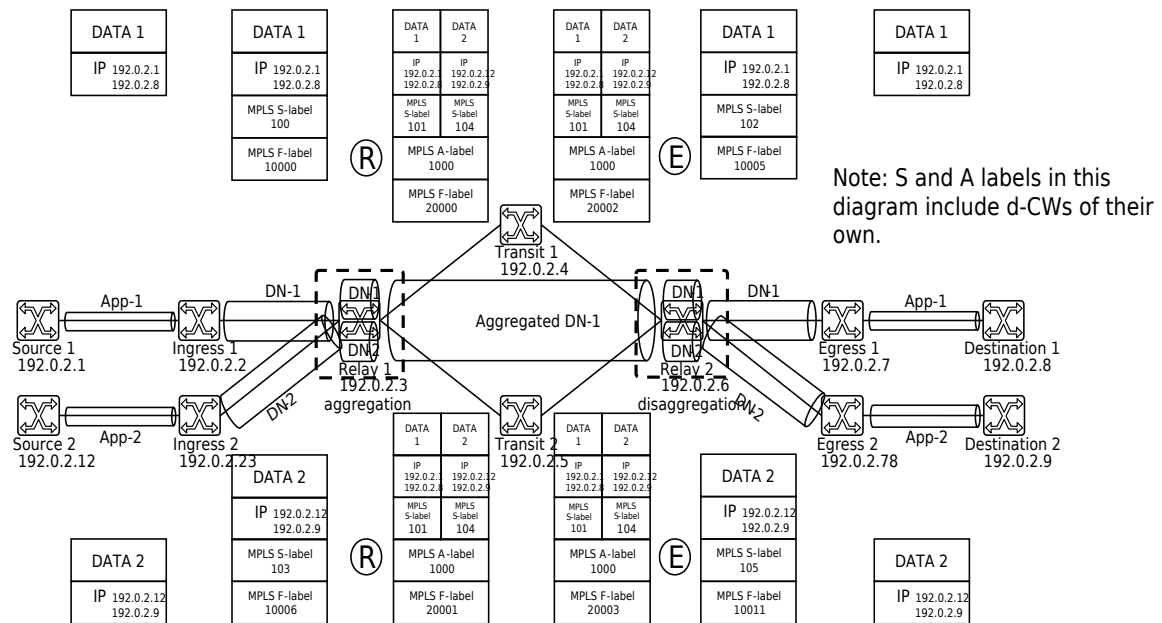 DATA 1
IP 192.0.2.1
192.0.2.8
DATA 1
IP 192.0.2.1
192.0.2.8
MPLS S-label
100
MPLS F-label
10000
R
DATA
1
DATA
2
IP
192.0.2.1
192.0.2.8
IP
192.0.2.12
192.0.2.9
MPLS
S-label
101
MPLS
S-label
104
MPLS A-label
1000
MPLS F-label
20000
DATA
1
DATA
2
IP
192.0.2.1
192.0.2.8
IP
192.0.2.12
192.0.2.9
MPLS
S-label
101
MPLS
S-label
104
MPLS A-label
1000
MPLS F-label
20002
E
DATA 1
IP 192.0.2.1
192.0.2.8
MPLS S-label
102
MPLS F-label
10005
DATA 1
IP 192.0.2.1
192.0.2.8
Note: S and A labels in this
diagram include d-CWs of their
own.
Transit 1
192.0.2.4
App-1
DN-1
DN-1
Aggregated DN-1
DN-1
DN-1
App-1
Source 1
192.0.2.1
Ingress 1
192.0.2.2
DN-2
Relay 1
192.0.2.3
aggregation
DN-2
Relay 2
192.0.2.6
disaggregation
Egress 1
192.0.2.7
Destination 1
192.0.2.8
App-2
DN-2
DN-2
App-2
Source 2
192.0.2.12
Ingress 2
192.0.2.23
Transit 2
192.0.2.5
Egress 2
192.0.2.78
Destination 2
192.0.2.9
DATA 2
IP 192.0.2.12
192.0.2.9
DATA 2
IP 192.0.2.12
192.0.2.9
MPLS S-label
103
MPLS F-label
10006
R
DATA
1
DATA
2
IP
192.0.2.1
192.0.2.8
IP
192.0.2.12
192.0.2.9
MPLS
S-label
101
MPLS
S-label
104
MPLS A-label
1000
MPLS F-label
20001
DATA
1
DATA
2
IP
192.0.2.1
192.0.2.8
IP
192.0.2.12
192.0.2.9
MPLS
S-label
101
MPLS
S-label
104
MPLS A-label
1000
MPLS F-label
20003
E
DATA 2
IP 192.0.2.12
192.0.2.9
MPLS S-label
105
MPLS F-label
10011
DATA 2
IP 192.0.2.12
192.0.2.9